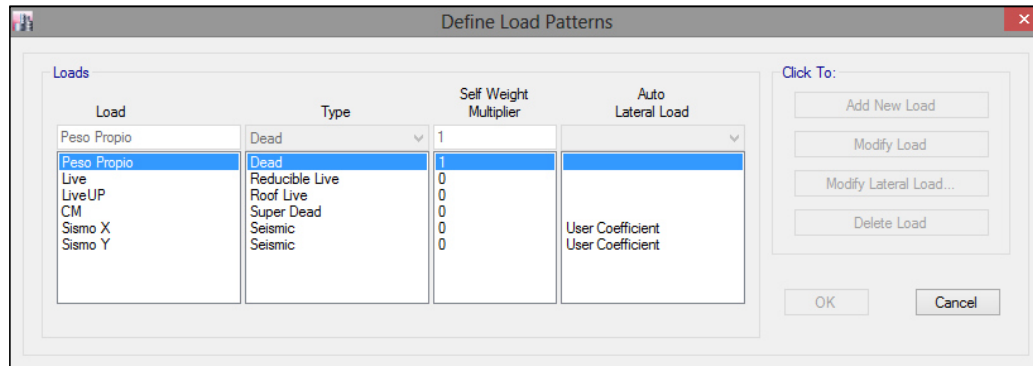 Define Load Patterns
Loads
Click To:
Load Type Self Weight Multiplier Auto Lateral Load
Peso Propio Dead 1
Peso Propio Dead 1
Live Reducible Live 0
LiveUP Roof Live 0
CM Super Dead 0
Sismo X Seismic 0 User Coefficient
Sismo Y Seismic 0 User Coefficient
Add New Load
Modify Load
Modify Lateral Load...
Delete Load
OK Cancel